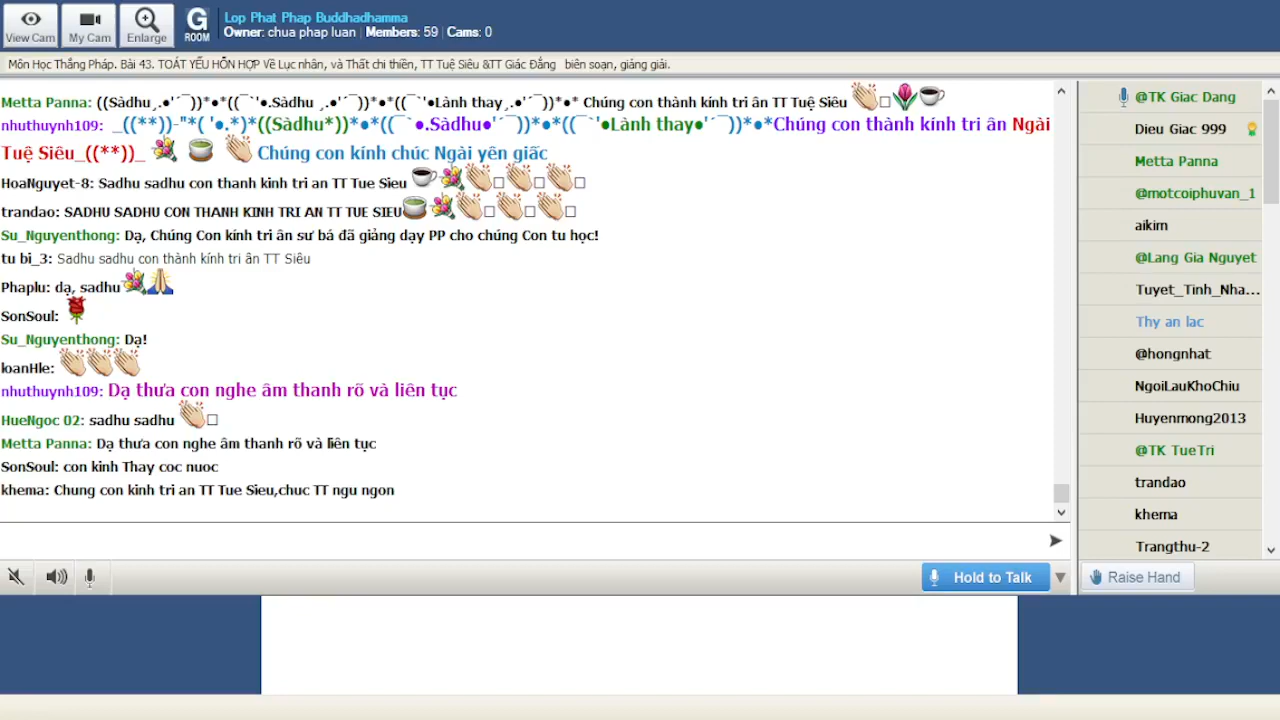 View Cam
My Cam
Enlarge
G
ROOM
Lop Phat Phap Buddhadhamma
Owner: chua phap luan | Members: 59 | Cams: 0
Môn Học Thắng Pháp. Bài 43. TOÁT YẾU HỖN HỢP Về Lục nhân, và Thất chi thiền, TT Tuệ Siêu &TT Giác Đẳng biên soạn, giảng giải.
Metta Panna: ((Sàdhu¸.•'´¯))*•*((¯`'•.Sàdhu ¸.•'´¯))*•*((¯`'•Lành thay¸.•'´¯))*•* Chúng con thành kính tri ân TT Tuệ Siêu 👏🏻□🌷☕
nhuthuynh109: _((**))-"*( '•.*)*((Sàdhu*))*•*((¯`•.Sàdhu•'´¯))*•*((¯`'•Lành thay•'´¯))*•*Chúng con thành kính tri ân Ngài
Tuệ Siêu_((**))_ 💐 🍵 👏 Chúng con kính chúc Ngài yên giấc
HoaNguyet-8: Sadhu sadhu con thanh kinh tri an TT Tue Sieu ☕💐👏□👏□👏□
trandao: SADHU SADHU CON THANH KINH TRI AN TT TUE SIEU🍵💐👏□👏□👏□
Su_Nguyenthong: Dạ, Chúng Con kính tri ân sư bá đã giảng dạy PP cho chúng Con tu học!
tu bi_3: Sadhu sadhu con thành kính tri ân TT Siêu
Phaplu: dạ, sadhu💐🙏
SonSoul: 🌹
Su_Nguyenthong: Dạ!
loanHle: 👏👏👏
nhuthuynh109: Dạ thưa con nghe âm thanh rõ và liên tục
HueNgoc 02: sadhu sadhu 👏□
Metta Panna: Dạ thưa con nghe âm thanh rõ và liên tục
SonSoul: con kinh Thay coc nuoc
khema: Chung con kinh tri an TT Tue Sieu,chuc TT ngu ngon
@TK Giac Dang
Dieu Giac 999
Metta Panna
@motcoiphuvan_1
aikim
@Lang Gia Nguyet
Tuyet_Tinh_Nha...
Thy an lac
@hongnhat
NgoiLauKhoChiu
Huyenmong2013
@TK TueTri
trandao
khema
Trangthu-2
Hold to Talk
Raise Hand